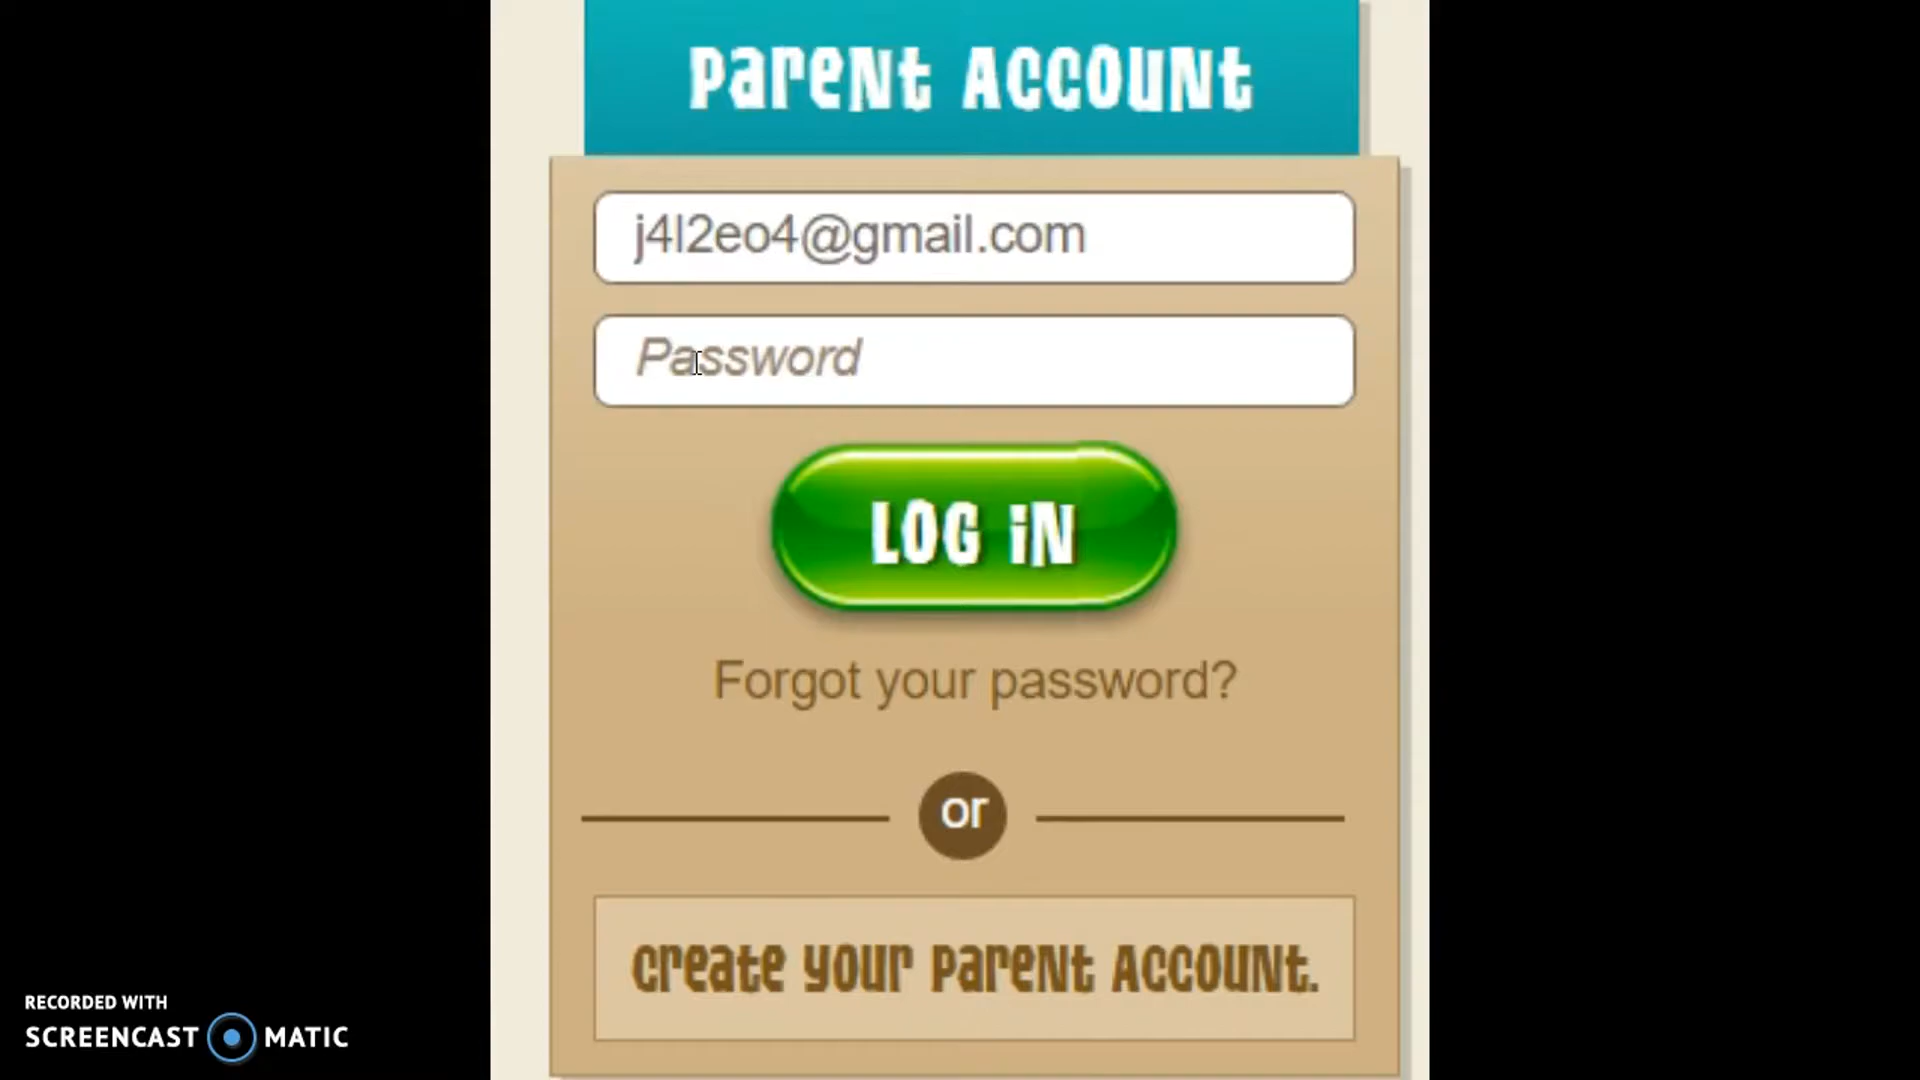 Parent Account
j4l2eo4@gmail.com
Password
LOG iN
Forgot your password?
or
Create Your Parent Account.
RECORDED WITH
SCREENCAST MATIC